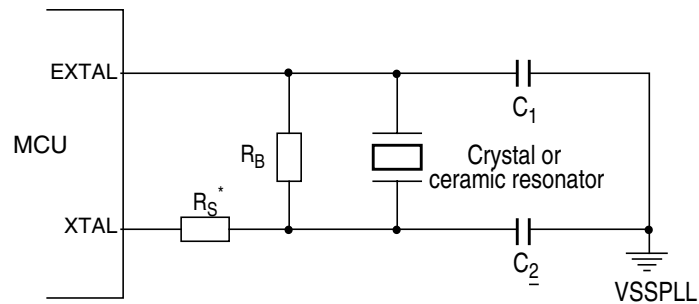 EXTAL
C1
MCU
RB
Crystal or
ceramic resonator
RS*
XTAL
C2
VSSPLL